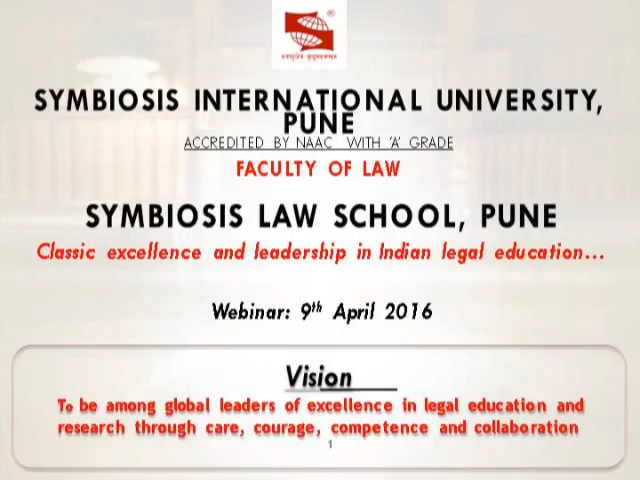 SYMBIOSIS INTERNATIONAL UNIVERSITY,
PUNE
ACCREDITED BY NAAC WITH 'A' GRADE
FACULTY OF LAW
SYMBIOSIS LAW SCHOOL, PUNE
Classic excellence and leadership in Indian legal education...
Webinar: 9th April 2016
Vision
To be among global leaders of excellence in legal education and
research through care, courage, competence and collaboration
1